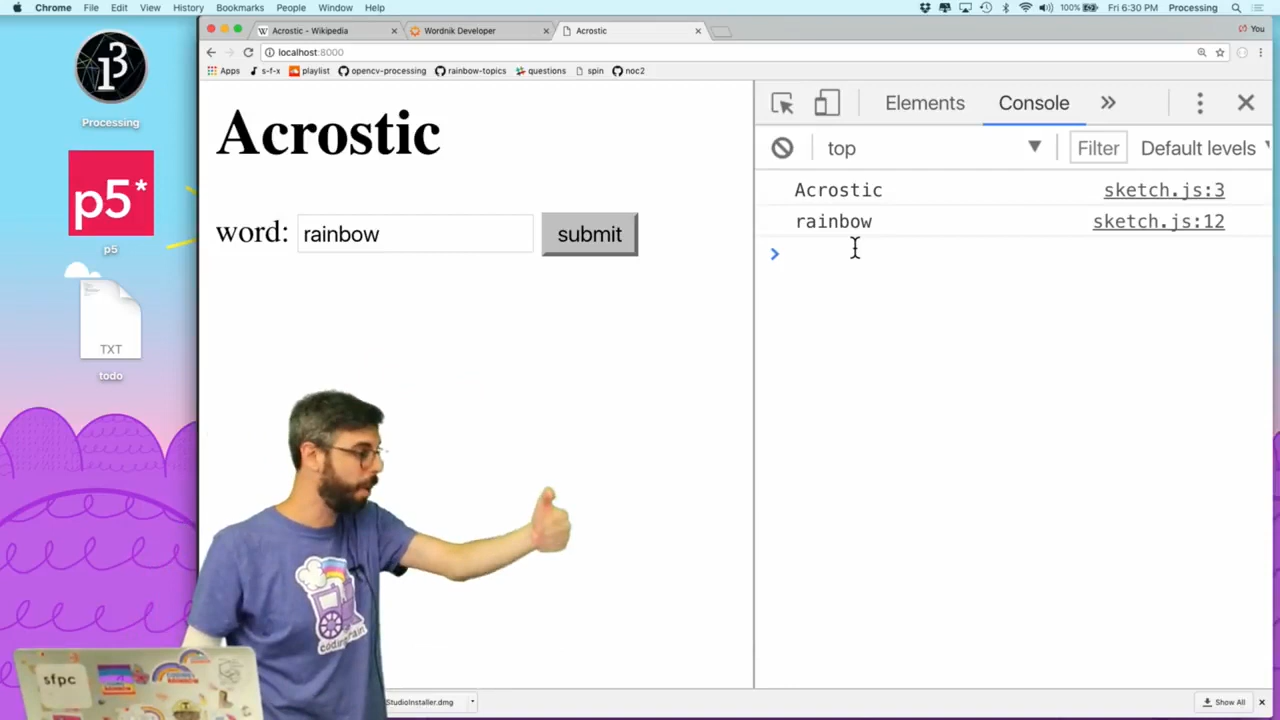 Chrome File Edit View History Bookmarks People Window Help 100% Fri 6:30 PM Processing
Acrostic - Wikipedia
Wordnik Developer
Acrostic
You
localhost:8000
Apps s-f-x playlist opencv-processing rainbow-topics questions spin noc2
Processing
p5*
p5
TXT
todo
Acrostic
word: rainbow submit
Elements Console
top Filter Default levels
Acrostic sketch.js:3
rainbow sketch.js:12
sfpc
StudioInstaller.dmg
Show All